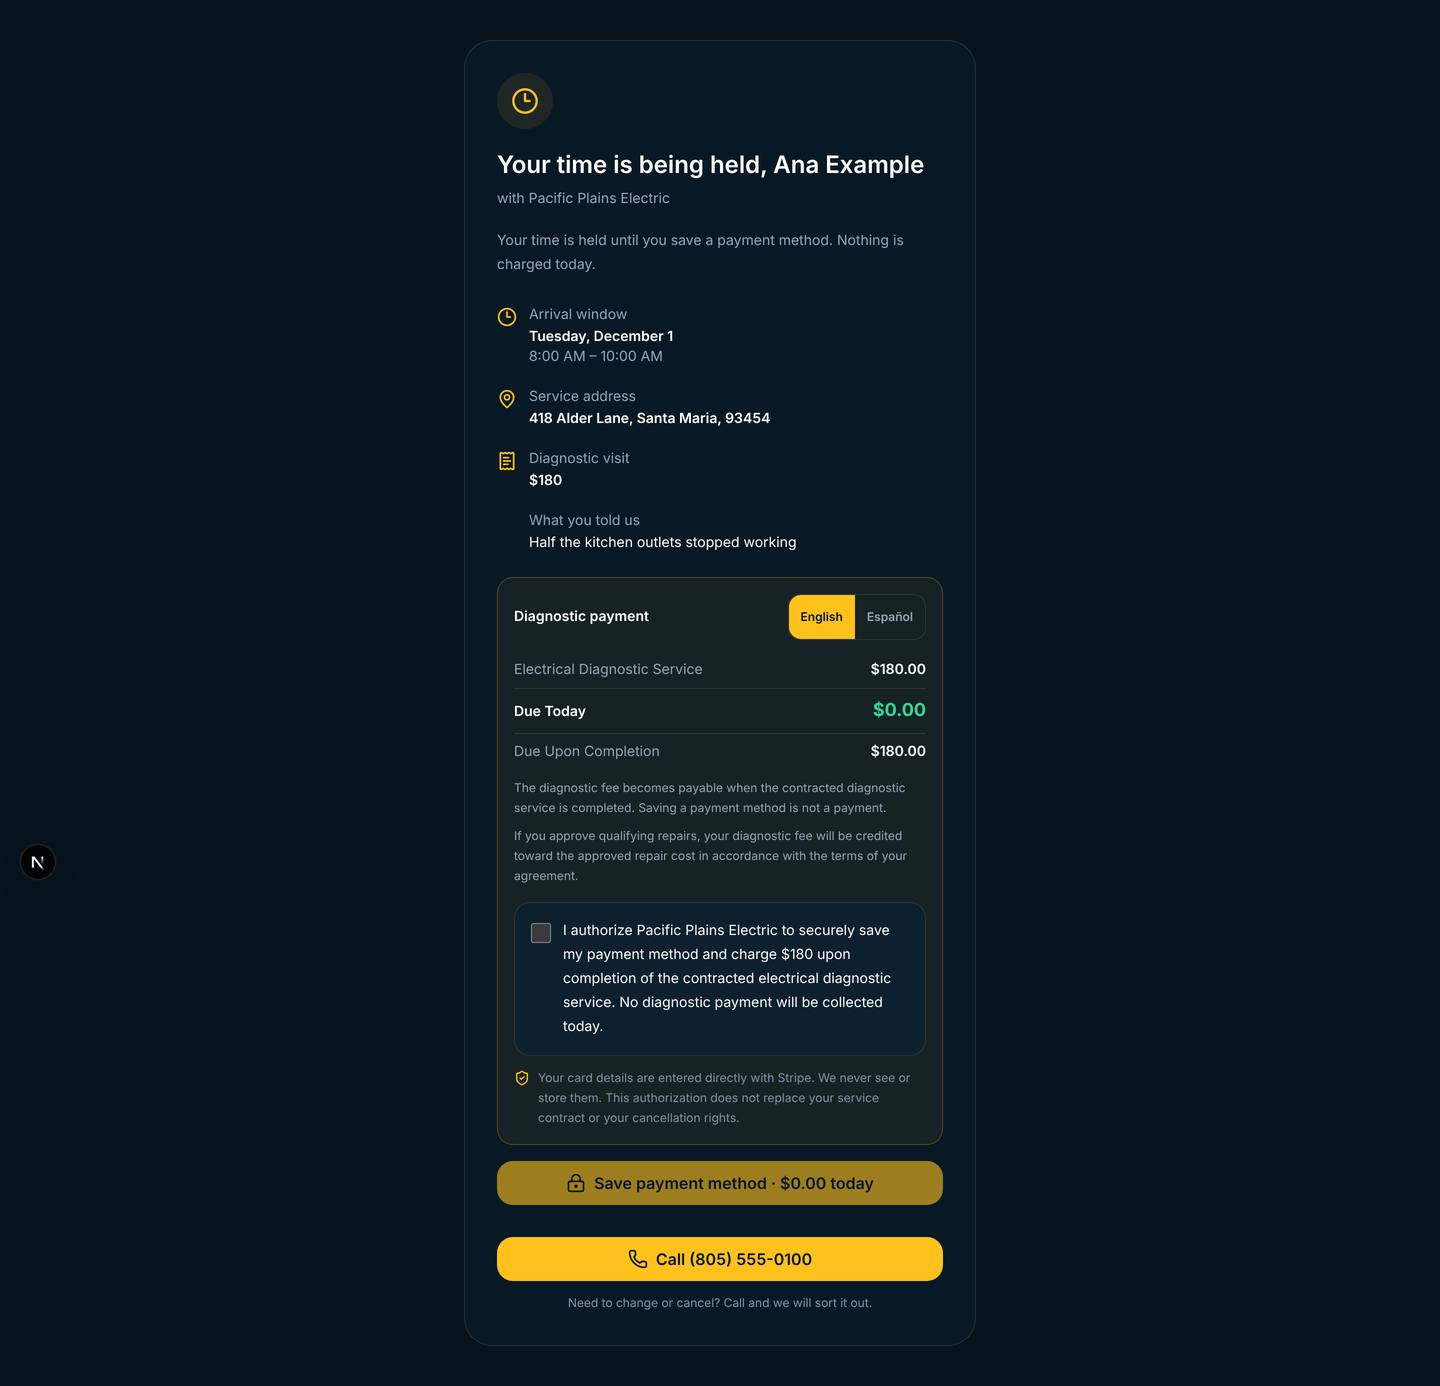 Your time is being held, Ana Example
with Pacific Plains Electric
Your time is held until you save a payment method. Nothing is
charged today.
Arrival window
Tuesday, December 1
8:00 AM – 10:00 AM
Service address
418 Alder Lane, Santa Maria, 93454
Diagnostic visit
$180
What you told us
Half the kitchen outlets stopped working
Diagnostic payment
English Español
Electrical Diagnostic Service $180.00
Due Today $0.00
Due Upon Completion $180.00
The diagnostic fee becomes payable when the contracted diagnostic
service is completed. Saving a payment method is not a payment.
If you approve qualifying repairs, your diagnostic fee will be credited
toward the approved repair cost in accordance with the terms of your
agreement.
I authorize Pacific Plains Electric to securely save
my payment method and charge $180 upon
completion of the contracted electrical diagnostic
service. No diagnostic payment will be collected
today.
Your card details are entered directly with Stripe. We never see or
store them. This authorization does not replace your service
contract or your cancellation rights.
Save payment method · $0.00 today
Call (805) 555-0100
Need to change or cancel? Call and we will sort it out.
N